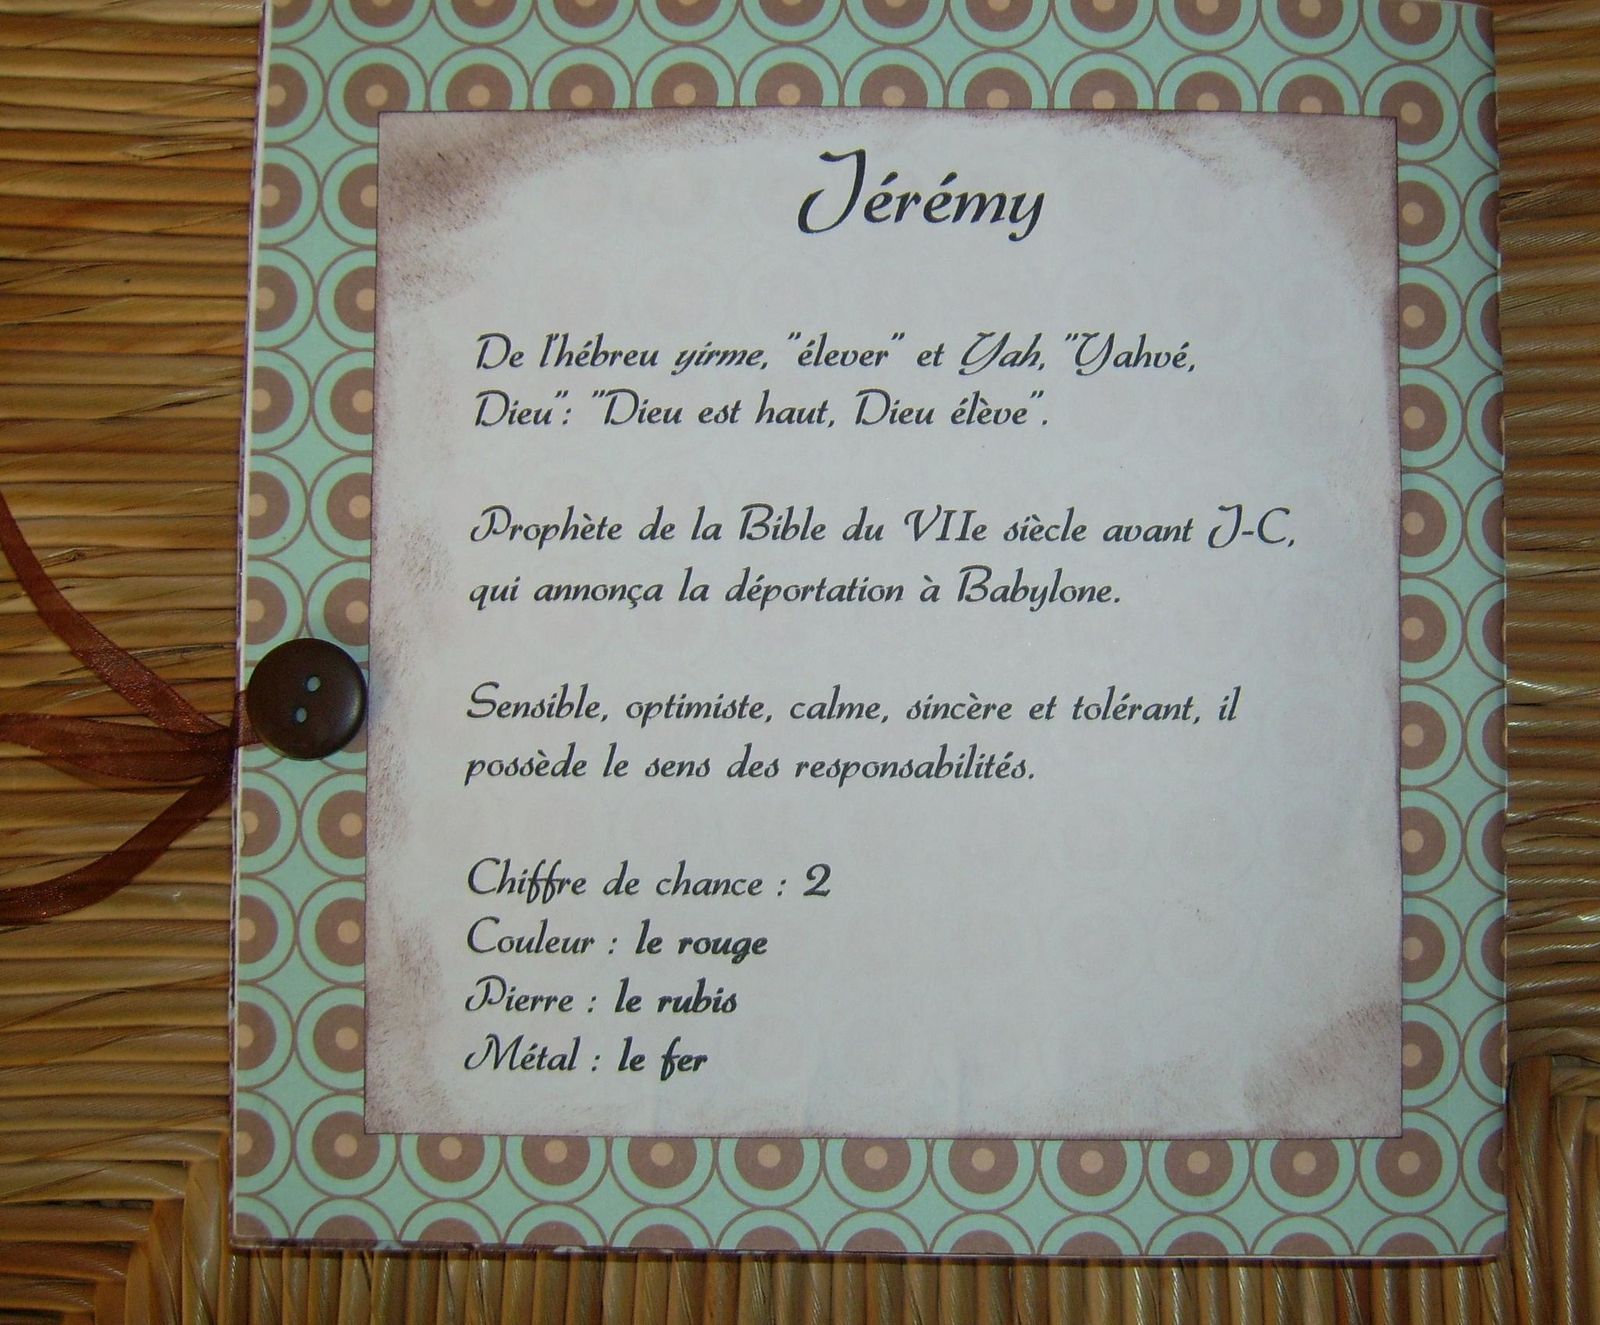 Jérémy
De l'hébreu yirme, "élever" et Yah, "Yahvé,
Dieu": "Dieu est haut, Dieu élève".
Prophète de la Bible du VIIe siècle avant J-C,
qui annonça la déportation à Babylone.
Sensible, optimiste, calme, sincère et tolérant, il
possède le sens des responsabilités.
Chiffre de chance : 2
Couleur : le rouge
Pierre : le rubis
Métal : le fer